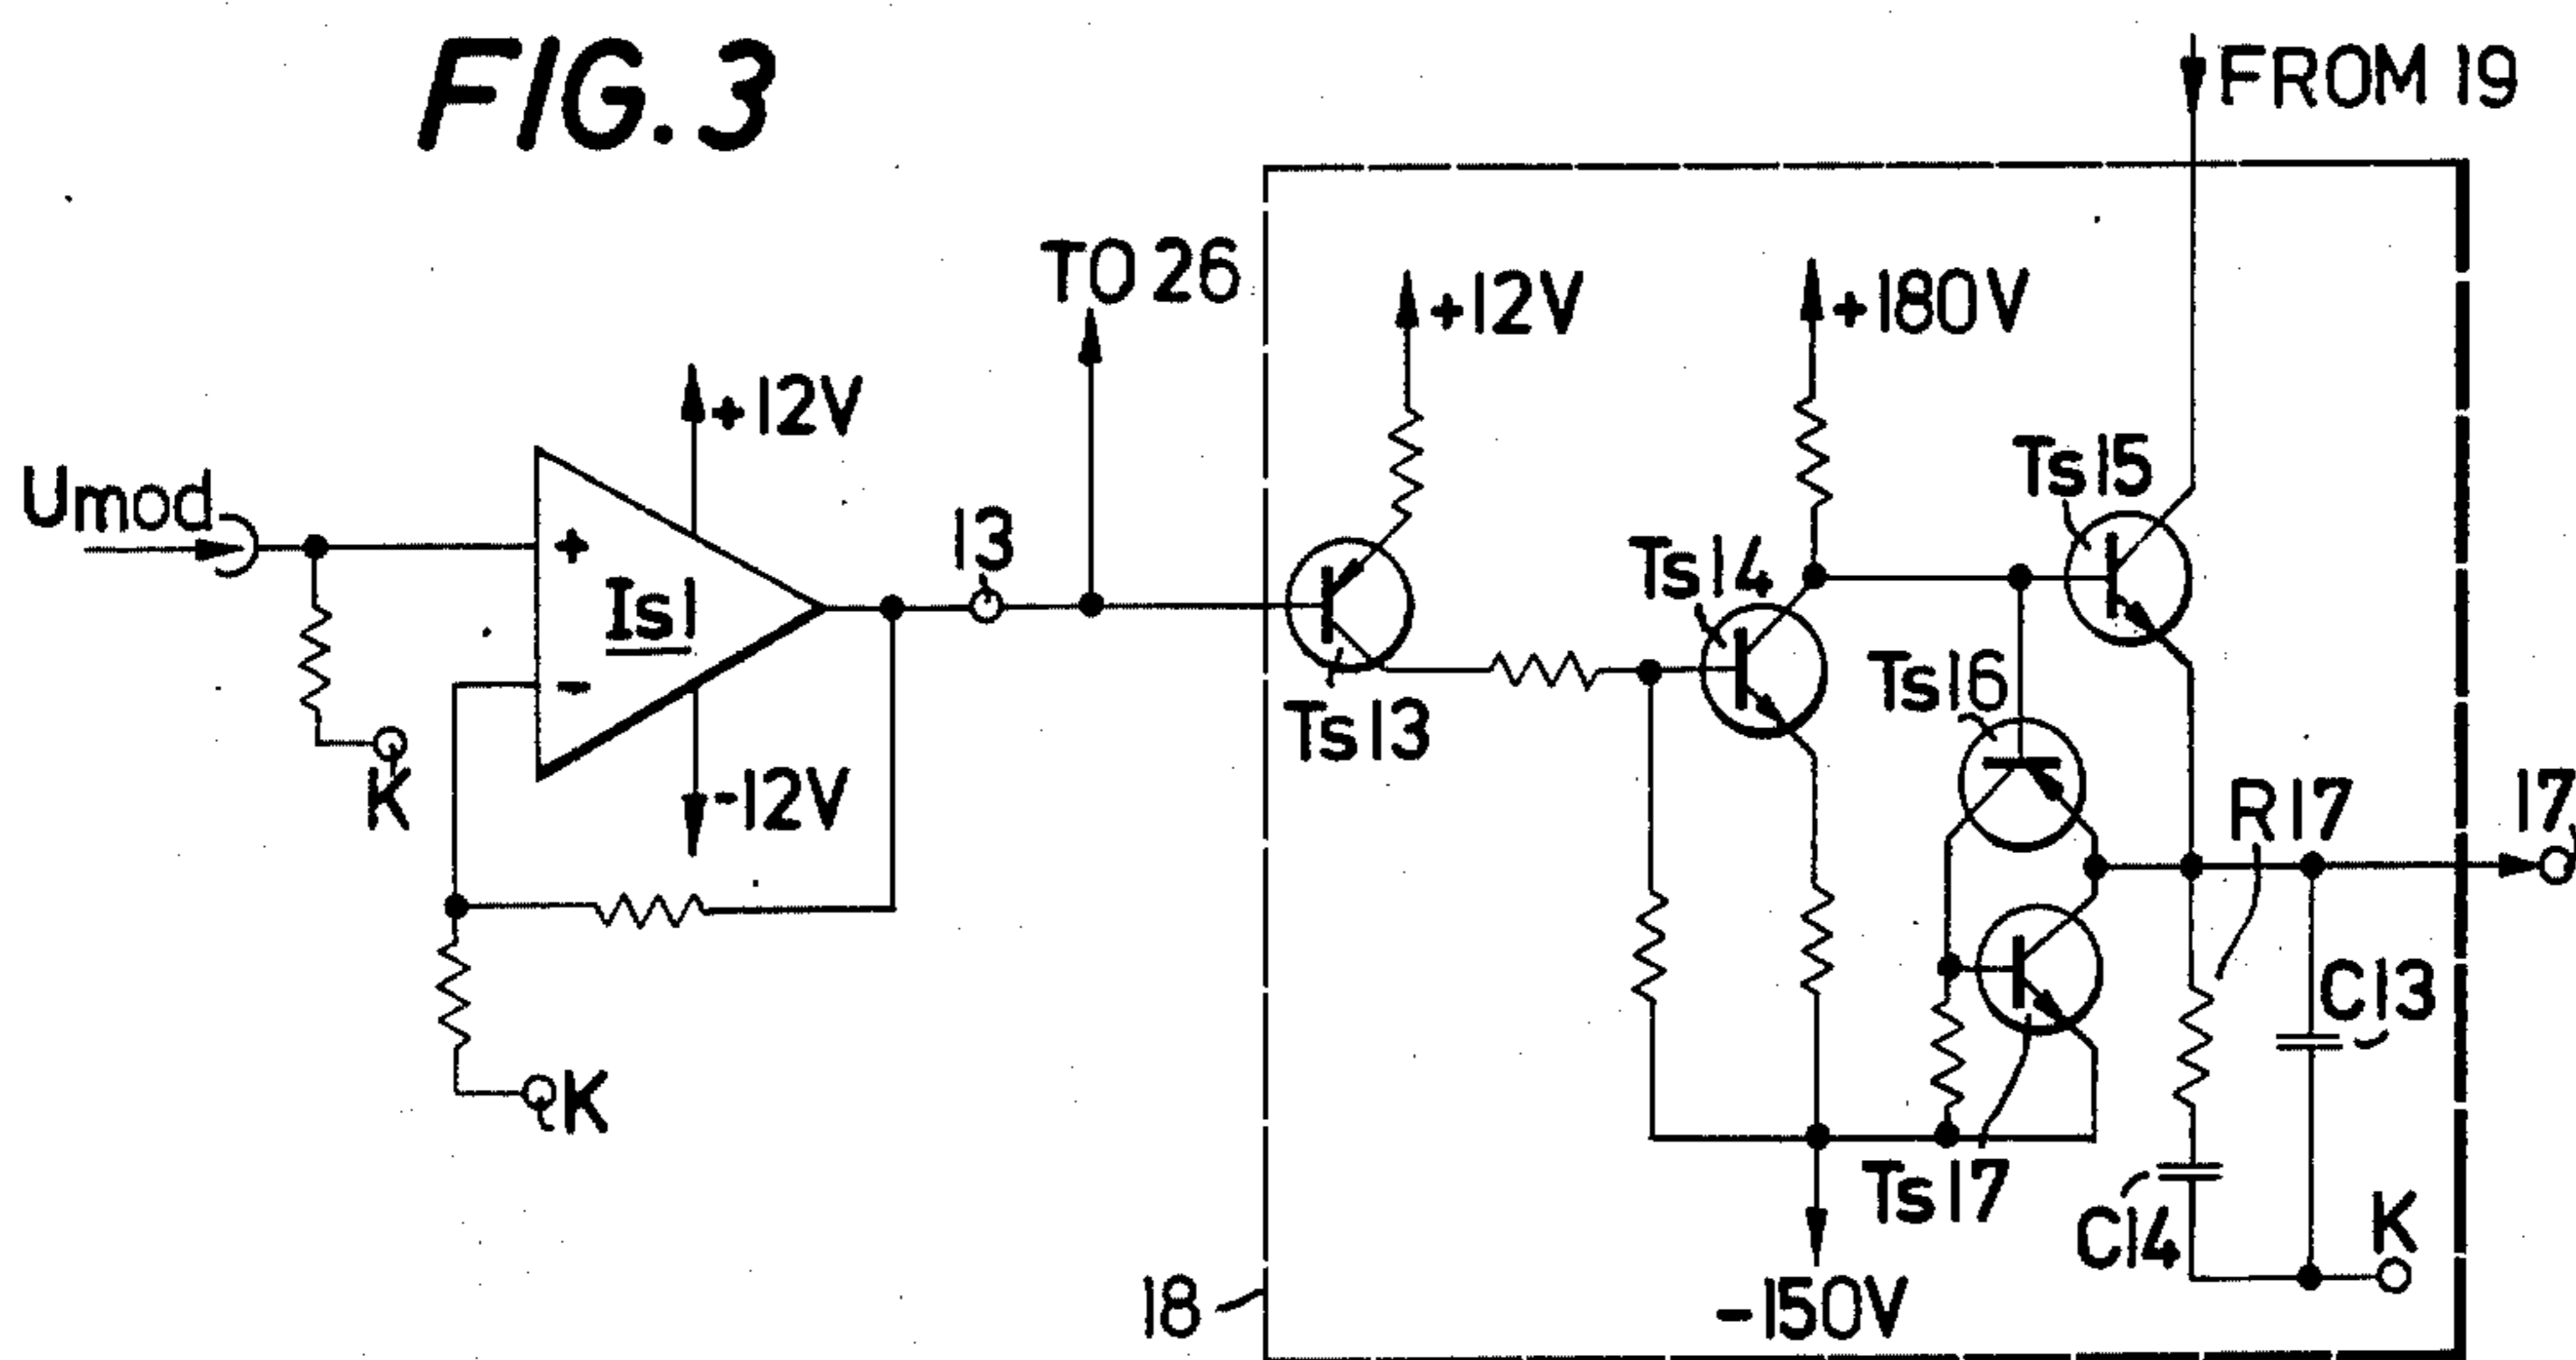 FIG. 3
FROM 19
TO 26
+12V
+180V
+12V
Umod
Ts15
13
+
Is1
Ts14
-
Ts16
Ts13
K
-12V
R17
17
C13
K
Ts17
C14
K
18
-150V